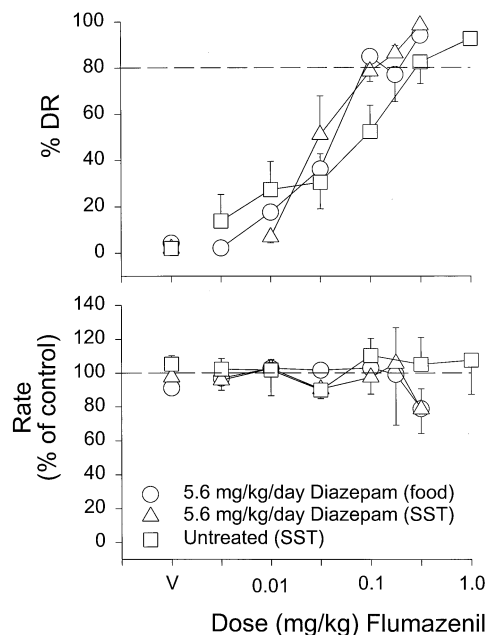 100
80
60
40
20
0
% DR
140
120
100
80
60
40
20
0
Rate
(% of control)
5.6 mg/kg/day Diazepam (food)
5.6 mg/kg/day Diazepam (SST)
Untreated (SST)
V 0.01 0.1 1.0
Dose (mg/kg) Flumazenil